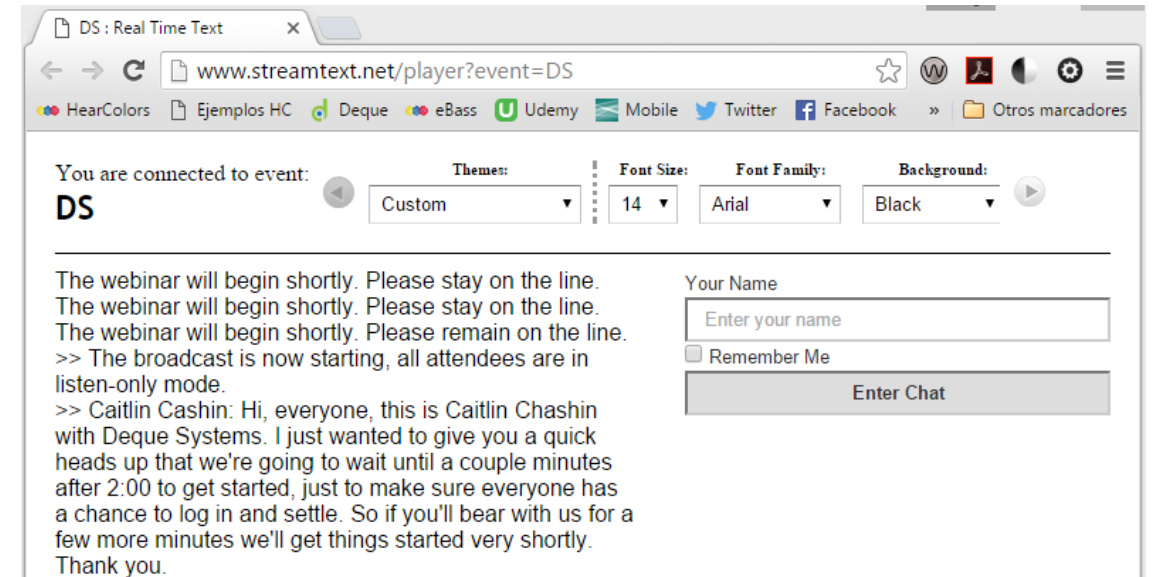 DS : Real Time Text
www.streamtext.net/player?event=DS
HearColors Ejemplos HC Deque eBass Udemy Mobile Twitter Facebook » Otros marcadores
You are connected to event:
DS
Themes: Font Size: Font Family: Background:
Custom 14 Arial Black
The webinar will begin shortly. Please stay on the line.
The webinar will begin shortly. Please stay on the line.
The webinar will begin shortly. Please remain on the line.
>> The broadcast is now starting, all attendees are in
listen-only mode.
>> Caitlin Cashin: Hi, everyone, this is Caitlin Chashin
with Deque Systems. I just wanted to give you a quick
heads up that we're going to wait until a couple minutes
after 2:00 to get started, just to make sure everyone has
a chance to log in and settle. So if you'll bear with us for a
few more minutes we'll get things started very shortly.
Thank you.
Your Name
Enter your name
Remember Me
Enter Chat